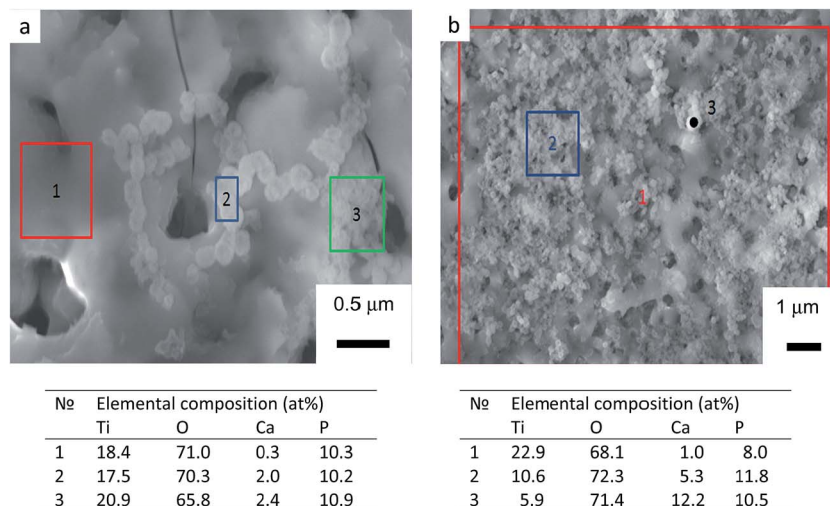 a
1
2
3
0.5 μm
b
3
2
1
1 μm
№ Elemental composition (at%)
Ti O Ca P
1 18.4 71.0 0.3 10.3
2 17.5 70.3 2.0 10.2
3 20.9 65.8 2.4 10.9
№ Elemental composition (at%)
Ti O Ca P
1 22.9 68.1 1.0 8.0
2 10.6 72.3 5.3 11.8
3 5.9 71.4 12.2 10.5